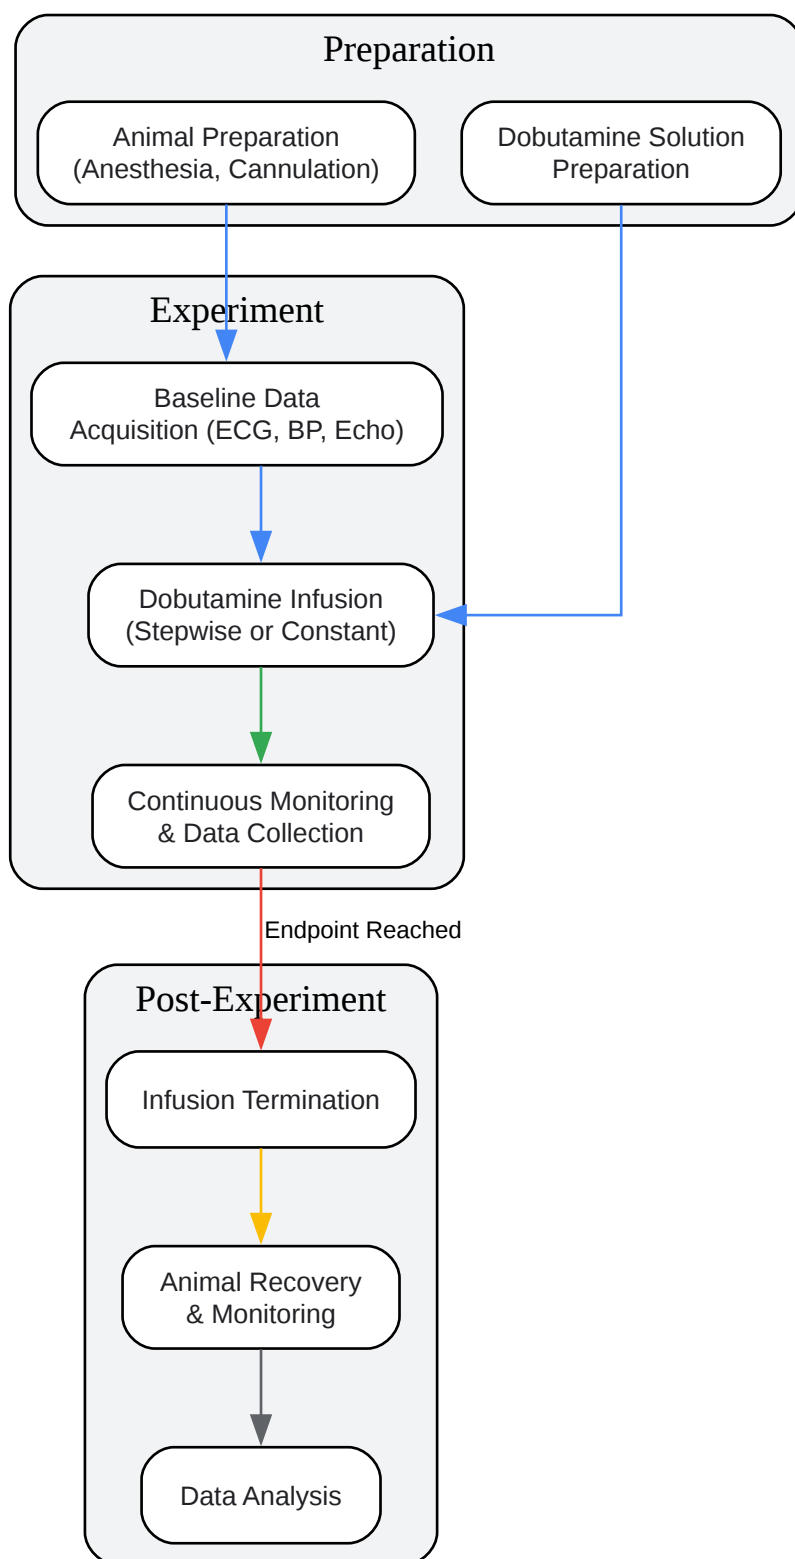 Preparation
Animal Preparation
(Anesthesia, Cannulation)
Dobutamine Solution
Preparation
Experiment
Baseline Data
Acquisition (ECG, BP, Echo)
Dobutamine Infusion
(Stepwise or Constant)
Continuous Monitoring
& Data Collection
Endpoint Reached
Post-Experiment
Infusion Termination
Animal Recovery
& Monitoring
Data Analysis